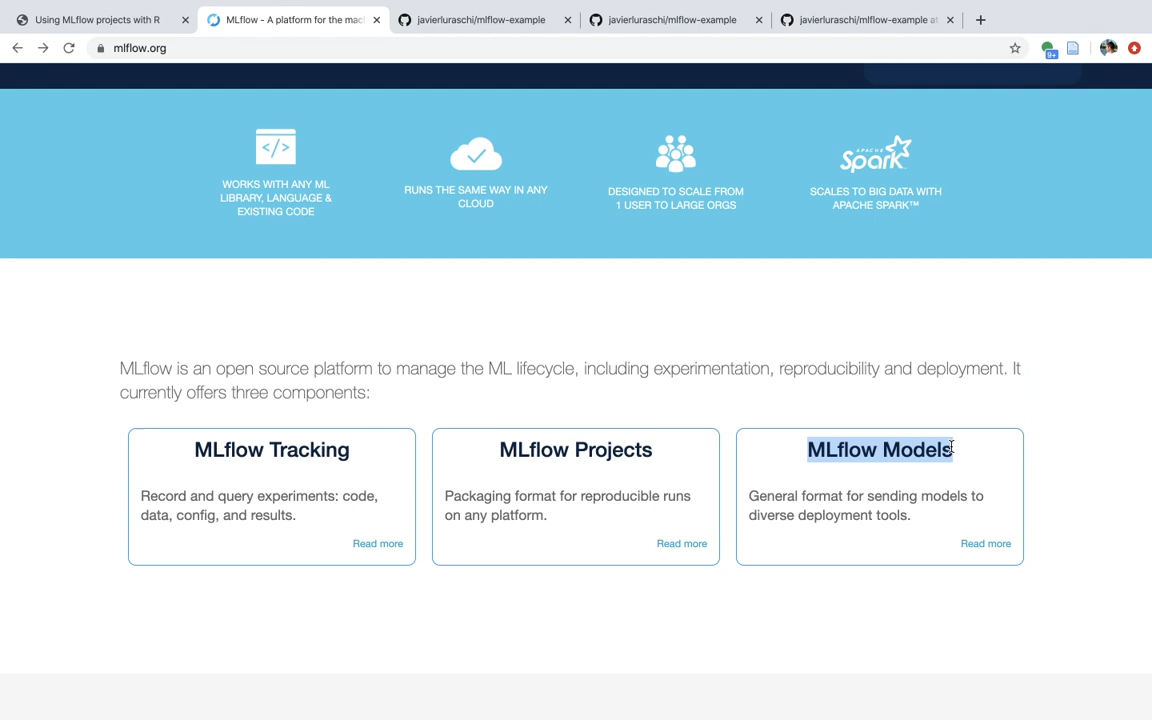 Using MLflow projects with R
MLflow - A platform for the mac
javierluraschi/mlflow-example
javierluraschi/mlflow-example
javierluraschi/mlflow-example at
mlflow.org
9+
</>
WORKS WITH ANY ML
LIBRARY, LANGUAGE &
EXISTING CODE
RUNS THE SAME WAY IN ANY
CLOUD
DESIGNED TO SCALE FROM
1 USER TO LARGE ORGS
APACHE
Spark
SCALES TO BIG DATA WITH
APACHE SPARK™
MLflow is an open source platform to manage the ML lifecycle, including experimentation, reproducibility and deployment. It
currently offers three components:
MLflow Tracking
Record and query experiments: code,
data, config, and results.
Read more
MLflow Projects
Packaging format for reproducible runs
on any platform.
Read more
MLflow Models
General format for sending models to
diverse deployment tools.
Read more